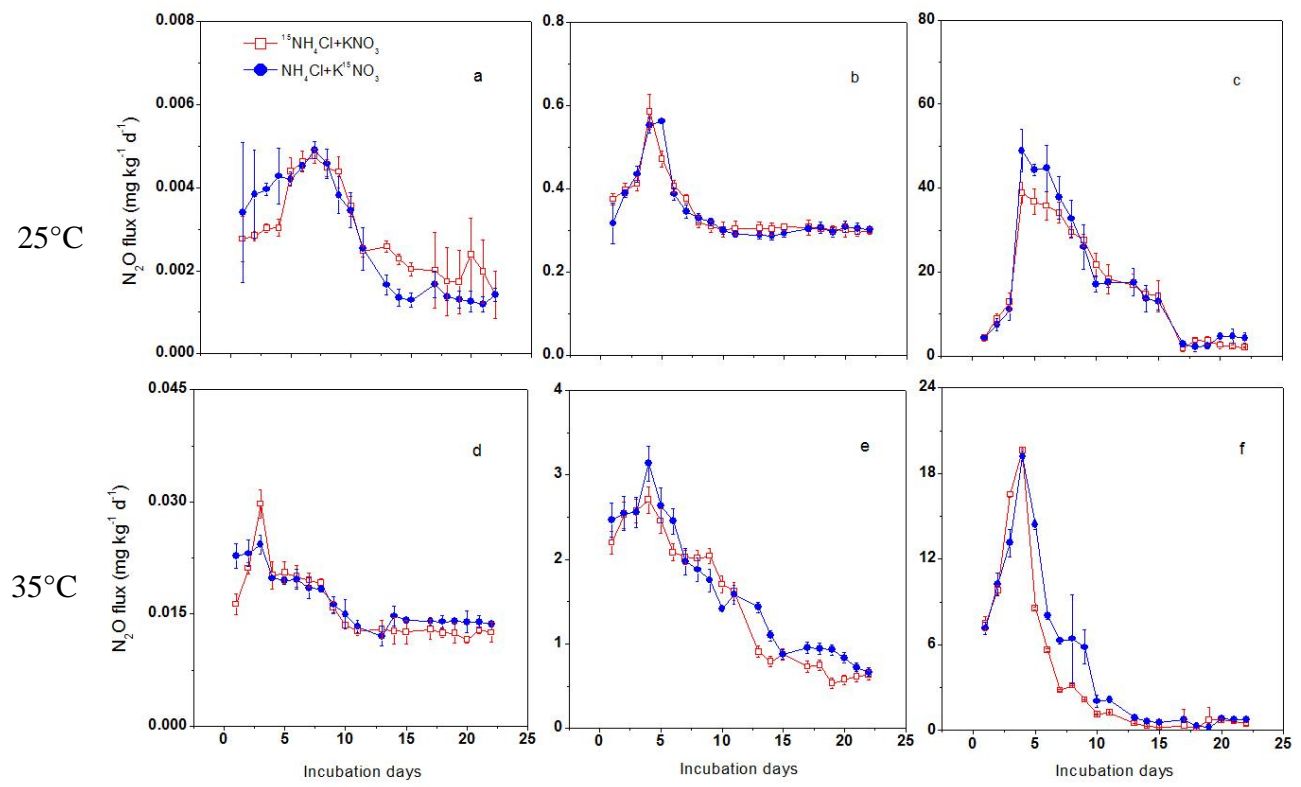 0.008
0.006
0.004
0.002
0.000
N₂O flux (mg kg⁻¹ d⁻¹)
¹⁵NH₄Cl+KNO₃
NH₄Cl+K¹⁵NO₃
a
0.8
0.6
0.4
0.2
0.0
b
80
60
40
20
0
c
25°C
0.045
0.030
0.015
0.000
N₂O flux (mg kg⁻¹ d⁻¹)
d
0 5 10 15 20 25
Incubation days
4
3
2
1
0
e
0 5 10 15 20 25
Incubation days
24
18
12
6
0
f
0 5 10 15 20 25
Incubation days
35°C